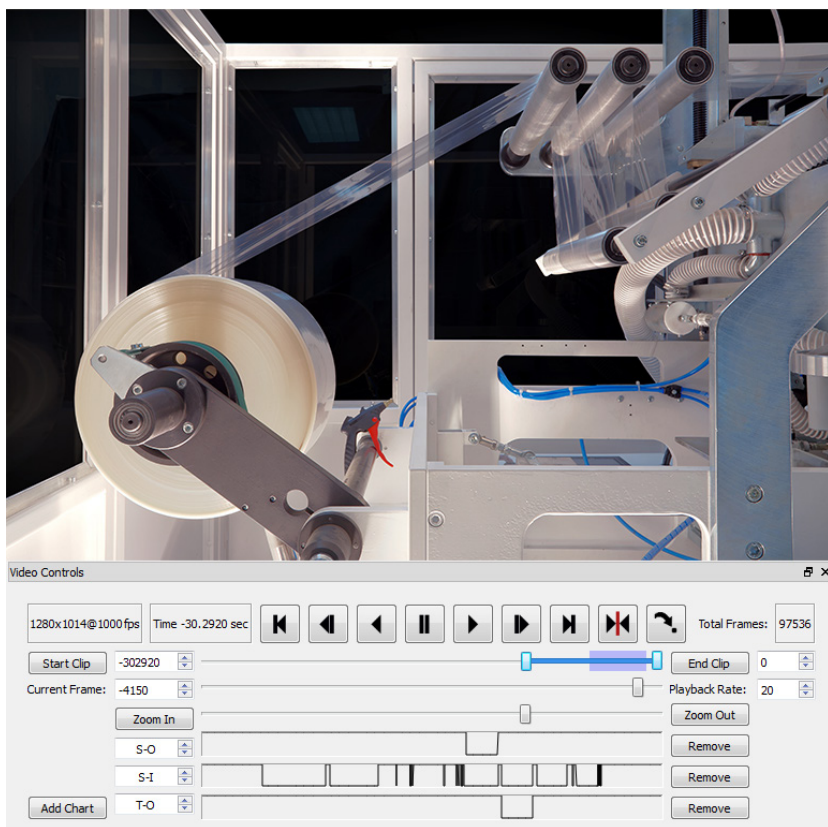 Video Controls
1280x1014@1000fps Time -30.2920 sec Total Frames: 97536
Start Clip -302920 End Clip 0
Current Frame: -4150 Playback Rate: 20
Zoom In Zoom Out
S-O Remove
S-I Remove
Add Chart T-O Remove